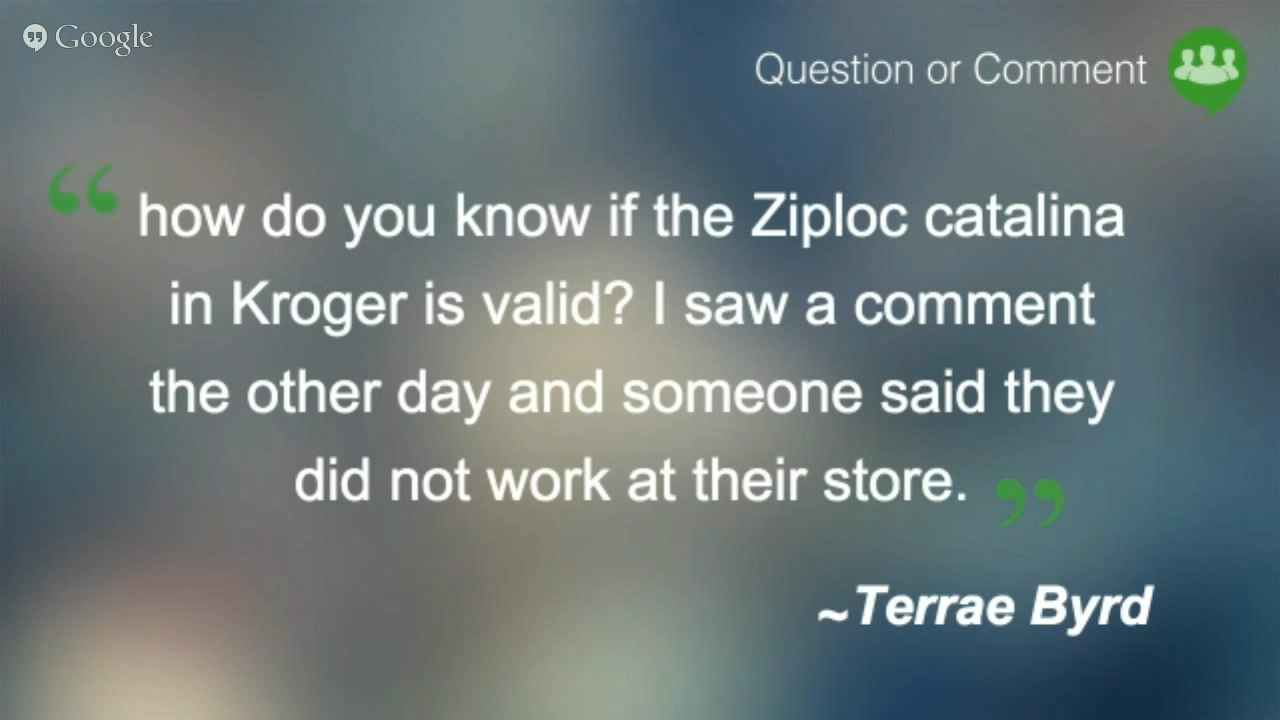 Google
Question or Comment
“ how do you know if the Ziploc catalina
in Kroger is valid? I saw a comment
the other day and someone said they
did not work at their store. ”
~Terrae Byrd